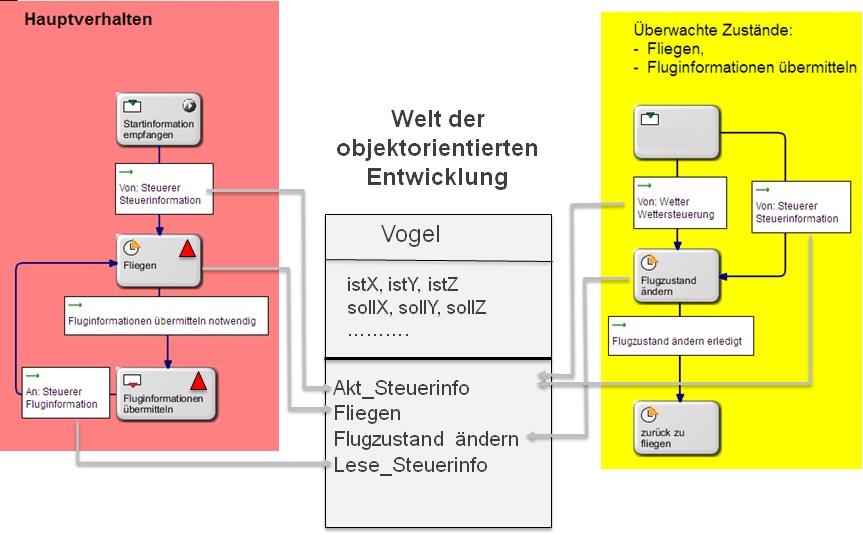 Hauptverhalten
Startinformation
empfangen
Von: Steuerer
Steuerinformation
Fliegen
Fluginformationen übermitteln notwendig
An: Steuerer
Fluginformation
Fluginformationen
übermitteln
Welt der
objektorientierten
Entwicklung
Vogel
istX, istY, istZ
sollX, sollY, sollZ
……….
Akt_Steuerinfo
Fliegen
Flugzustand ändern
Lese_Steuerinfo
Überwachte Zustände:
- Fliegen,
- Fluginformationen übermitteln
Von: Wetter
Wettersteuerung
Von: Steuerer
Steuerinformation
Flugzustand
ändern
Flugzustand ändern erledigt
zurück zu
fliegen